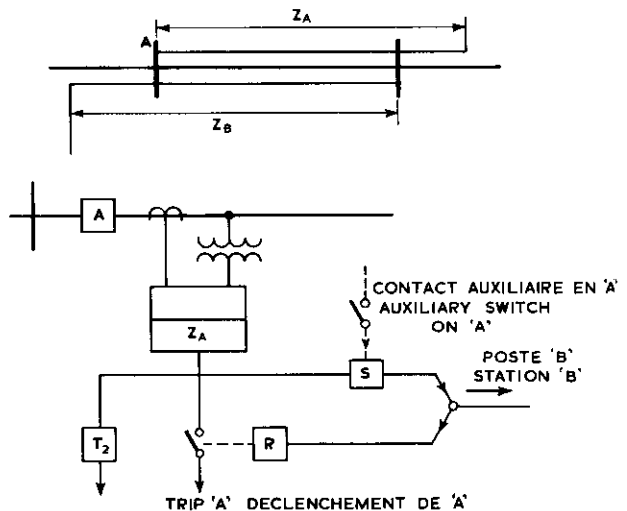 Z_A
A
Z_B
A
CONTACT AUXILIAIRE EN 'A'
AUXILIARY SWITCH
ON 'A'
Z_A
POSTE 'B'
STATION 'B'
S
T_2
R
TRIP 'A' DECLENCHEMENT DE 'A'